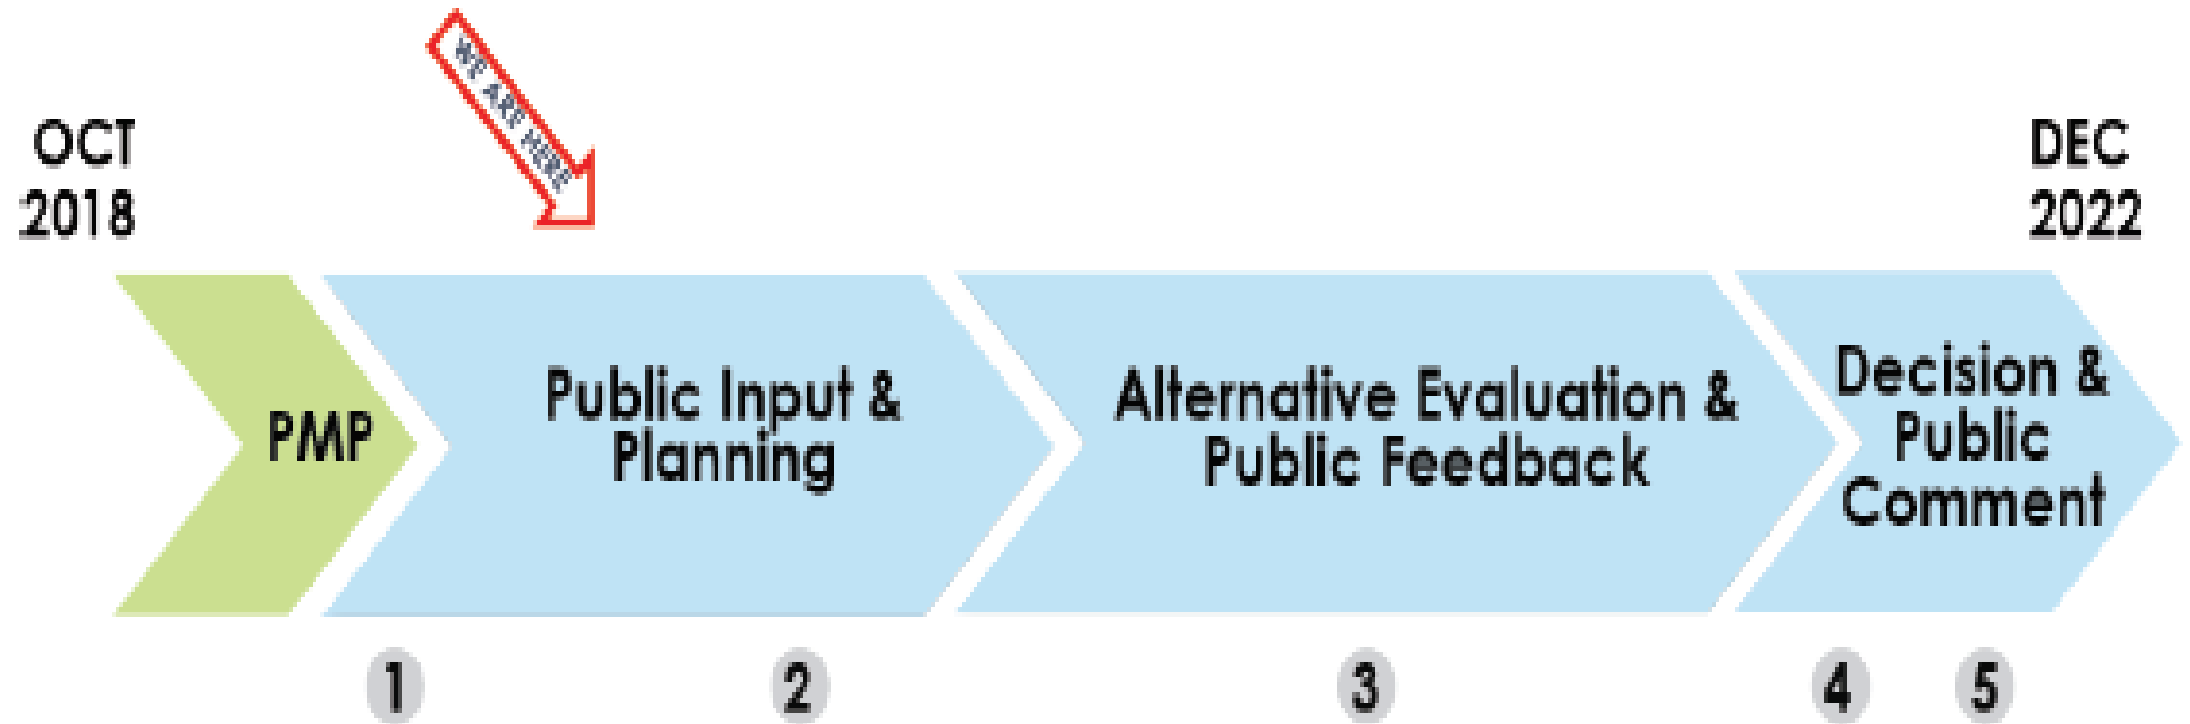 WE ARE HERE
OCT
2018
DEC
2022
PMP
Public Input &
Planning
Alternative Evaluation &
Public Feedback
Decision &
Public
Comment
1
2
3
4
5